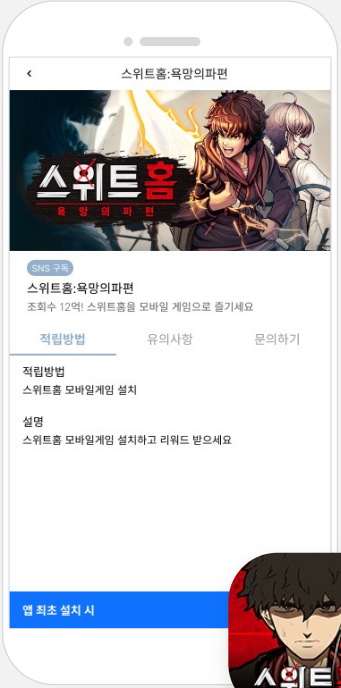 스위트홈:욕망의파편
스위트홈
욕망의파편
SNS 구독
스위트홈:욕망의파편
조회수 12억! 스위트홈을 모바일 게임으로 즐기세요
적립방법
유의사항
문의하기
적립방법
스위트홈 모바일게임 설치
설명
스위트홈 모바일게임 설치하고 리워드 받으세요
앱 최초 설치 시
스위트